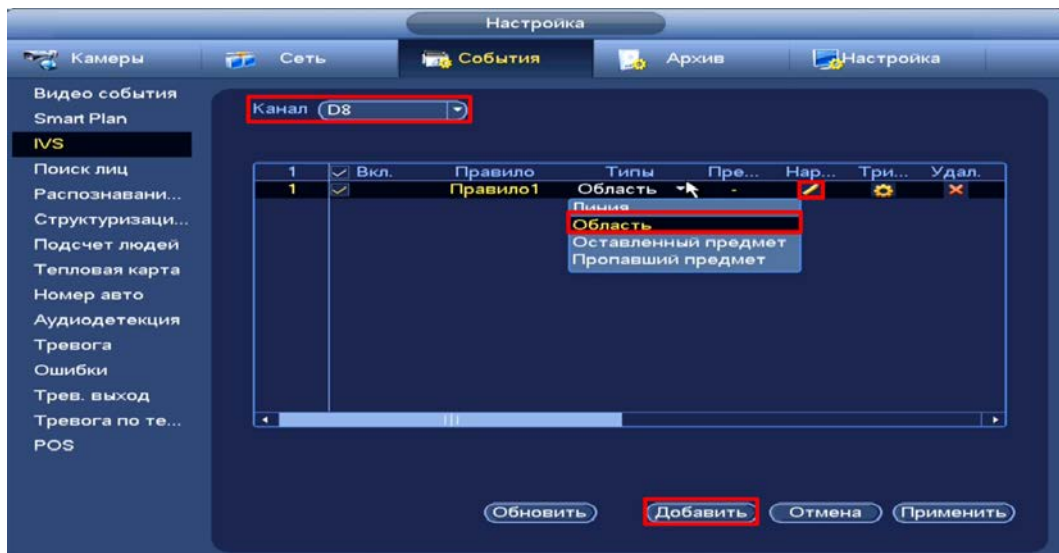 Настройка
Камеры Сеть События Архив Настройка
Видео события
Smart Plan
IVS
Поиск лиц
Распознавани...
Структуризаци...
Подсчет людей
Тепловая карта
Номер авто
Аудиодетекция
Тревога
Ошибки
Трев. выход
Тревога по те...
POS
Канал D8
1 Вкл. Правило Типы Пре... Нар... Три... Удал.
1 Правило1 Область -
Линия
Область
Оставленный предмет
Пропавший предмет
Обновить Добавить Отмена Применить